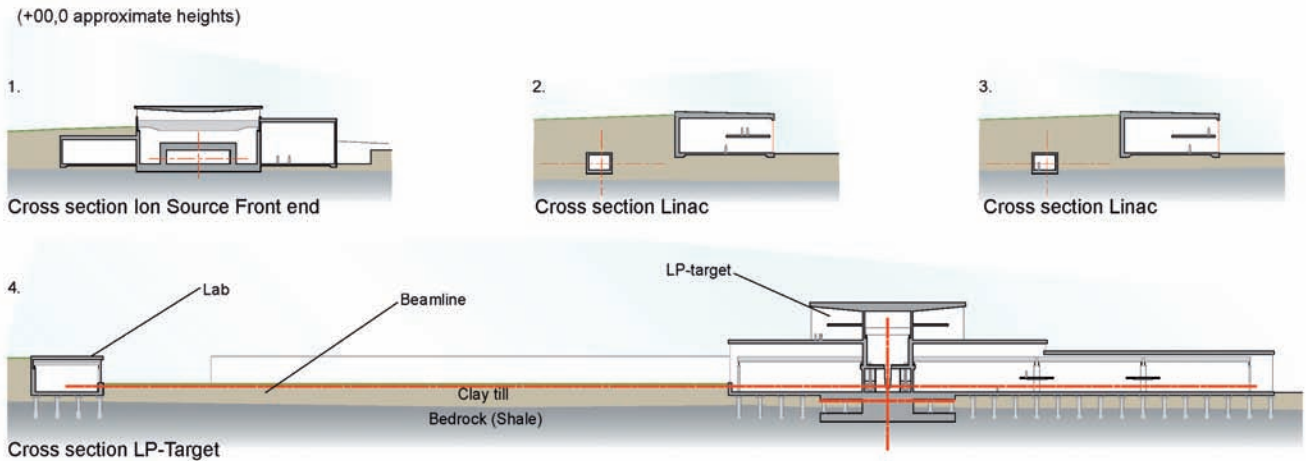 (+00,0 approximate heights)
1.
2.
3.
Cross section Ion Source Front end
Cross section Linac
Cross section Linac
LP-target
4.
Lab
Beamline
Clay till
Bedrock (Shale)
Cross section LP-Target